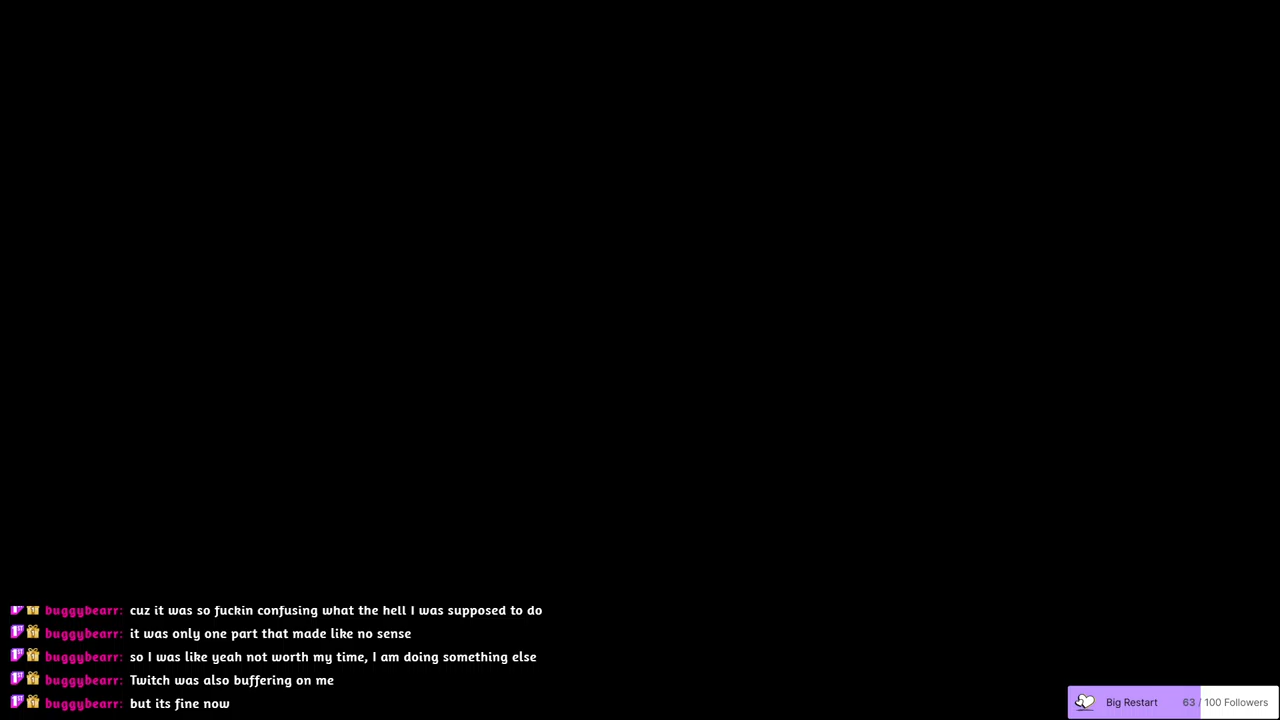 buggybearr: cuz it was so fuckin confusing what the hell I was supposed to do
buggybearr: it was only one part that made like no sense
buggybearr: so I was like yeah not worth my time, I am doing something else
buggybearr: Twitch was also buffering on me
buggybearr: but its fine now
Big Restart 63 / 100 Followers